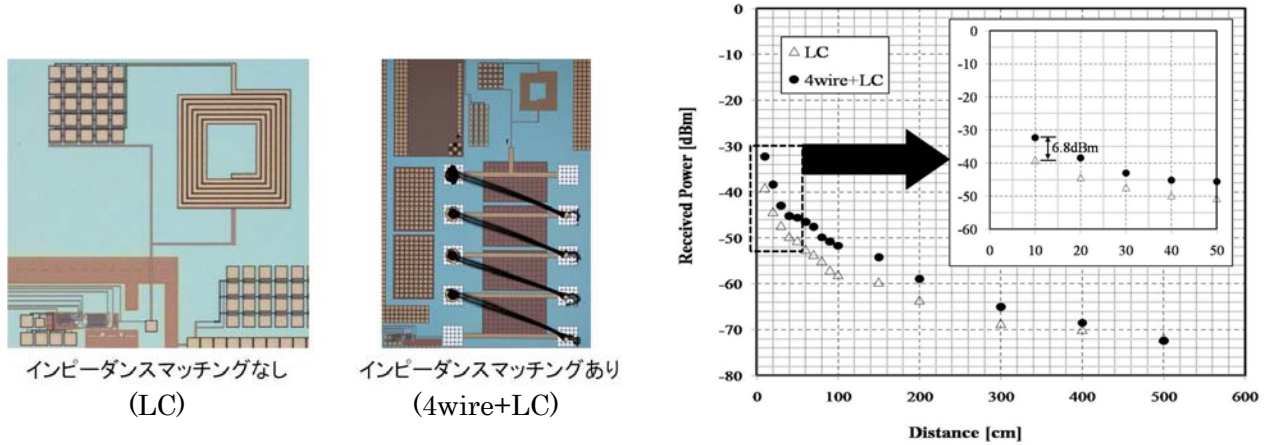 インピーダンスマッチングなし
(LC)
インピーダンスマッチングあり
(4wire+LC)
0
-10
-20
-30
-40
-50
-60
-70
-80
Received Power [dBm]
0 100 200 300 400 500 600
Distance [cm]
LC
4wire+LC
0
-10
-20
-30
-40
-50
-60
0 10 20 30 40 50
6.8dBm